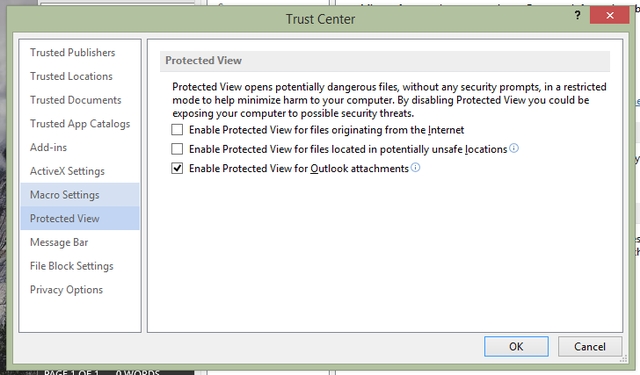 Trust Center
?
Trusted Publishers
Trusted Locations
Trusted Documents
Trusted App Catalogs
Add-ins
ActiveX Settings
Macro Settings
Protected View
Message Bar
File Block Settings
Privacy Options
Protected View
Protected View opens potentially dangerous files, without any security prompts, in a restricted
mode to help minimize harm to your computer. By disabling Protected View you could be
exposing your computer to possible security threats.
Enable Protected View for files originating from the Internet
Enable Protected View for files located in potentially unsafe locations
Enable Protected View for Outlook attachments
OK
Cancel
PAGE 1 OF 1 0 WORDS